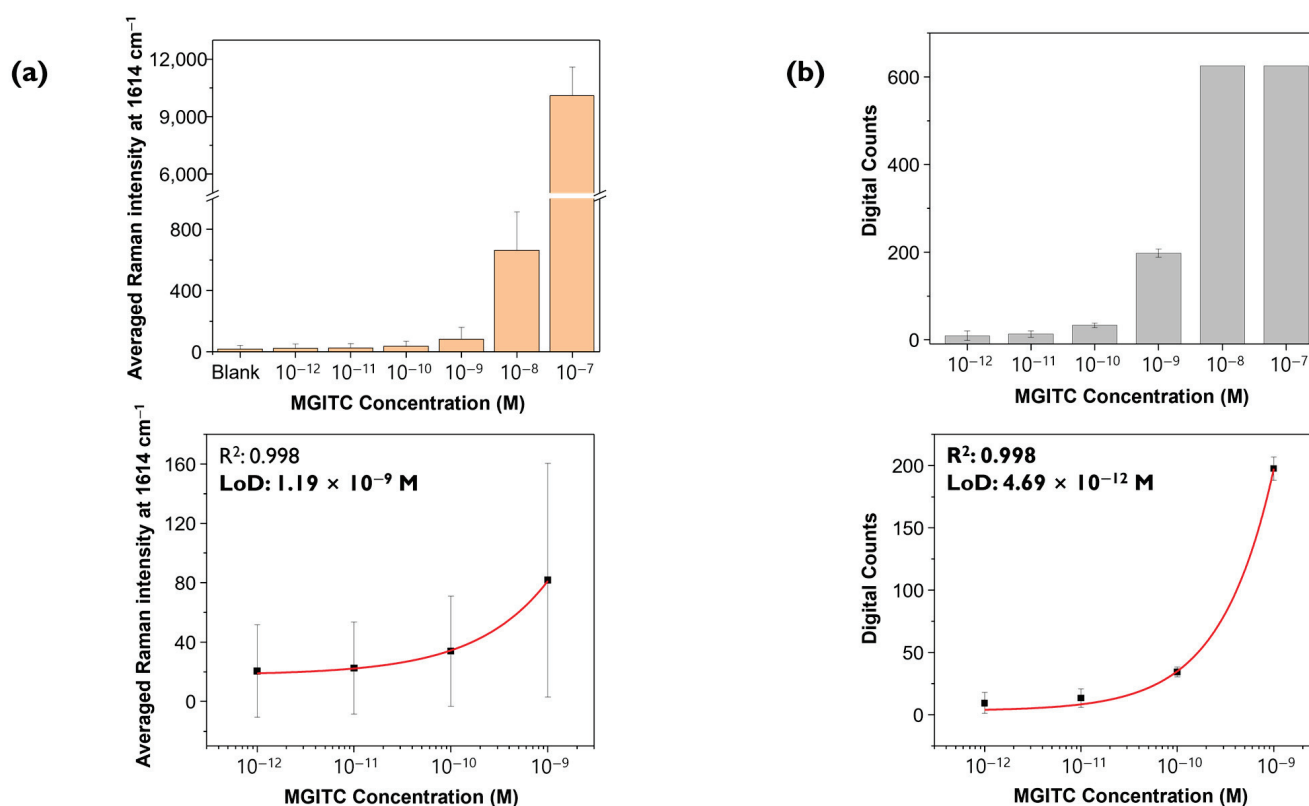 (a)
Averaged Raman intensity at 1614 cm⁻¹
12,000
9,000
6,000
800
400
0
Blank 10⁻¹² 10⁻¹¹ 10⁻¹⁰ 10⁻⁹ 10⁻⁸ 10⁻⁷
MGITC Concentration (M)
(b)
Digital Counts
600
400
200
0
10⁻¹² 10⁻¹¹ 10⁻¹⁰ 10⁻⁹ 10⁻⁸ 10⁻⁷
MGITC Concentration (M)
Averaged Raman intensity at 1614 cm⁻¹
R²: 0.998
LoD: 1.19 × 10⁻⁹ M
160
120
80
40
0
10⁻¹² 10⁻¹¹ 10⁻¹⁰ 10⁻⁹
MGITC Concentration (M)
Digital Counts
R²: 0.998
LoD: 4.69 × 10⁻¹² M
200
150
100
50
0
10⁻¹² 10⁻¹¹ 10⁻¹⁰ 10⁻⁹
MGITC Concentration (M)